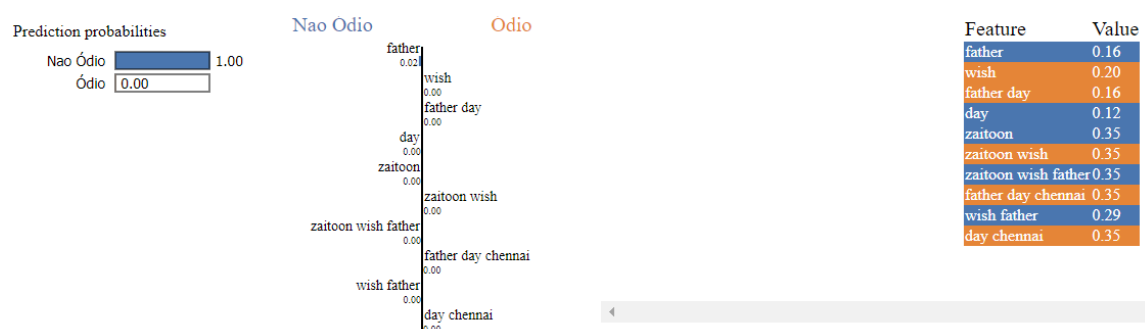 Prediction probabilities
Nao Ódio 1.00
Ódio 0.00
Nao Odio Odio
father
0.02
wish
0.00
father day
0.00
day
0.00
zaitoon
0.00
zaitoon wish
0.00
zaitoon wish father
0.00
father day chennai
0.00
wish father
0.00
day chennai
0.00
Feature Value
father 0.16
wish 0.20
father day 0.16
day 0.12
zaitoon 0.35
zaitoon wish 0.35
zaitoon wish father 0.35
father day chennai 0.35
wish father 0.29
day chennai 0.35